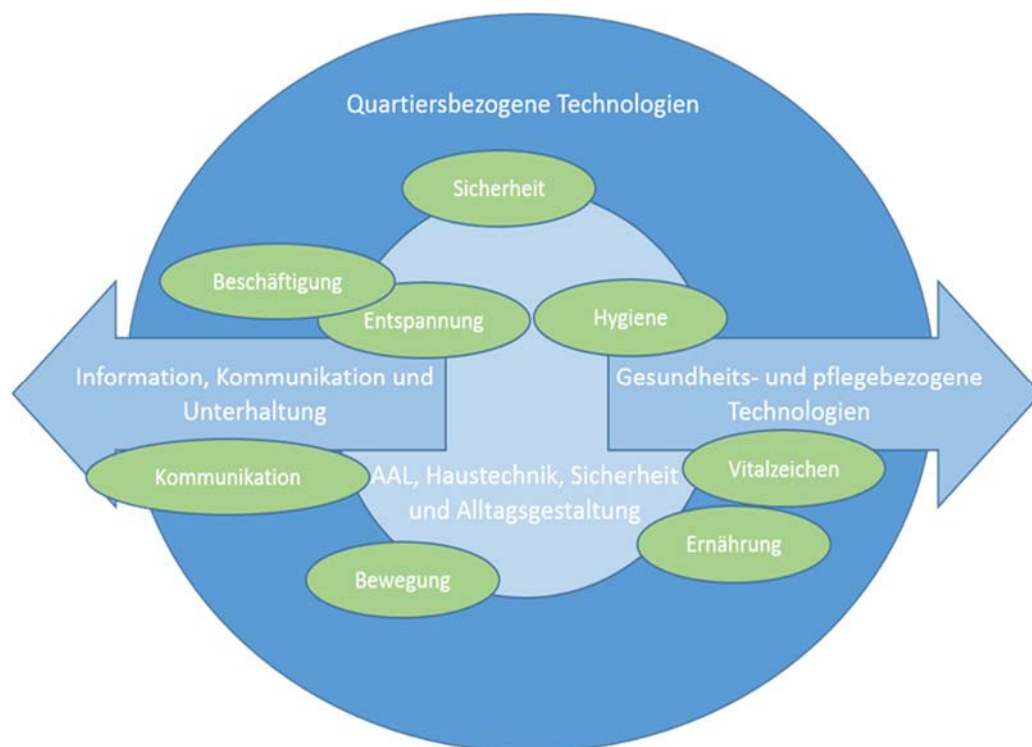 Quartiersbezogene Technologien
Sicherheit
Beschäftigung
Entspannung
Hygiene
Information, Kommunikation und
Unterhaltung
Gesundheits- und pflegebezogene
Technologien
Kommunikation
AAL, Haustechnik, Sicherheit
und Alltagsgestaltung
Vitalzeichen
Ernährung
Bewegung